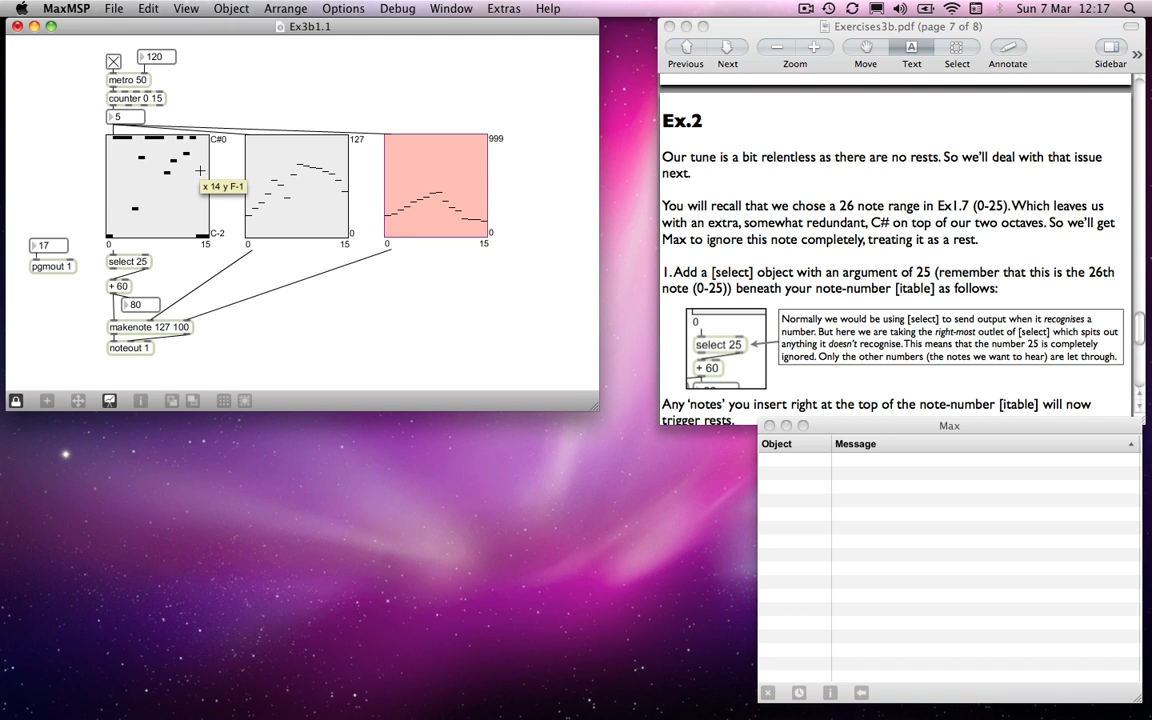 MaxMSP File Edit View Object Arrange Options Debug Window Extras Help Sun 7 Mar 12:17
Ex3b1.1
120
metro 50
counter 0 15
5
C#0
C-2
0
15
x 14 y F-1
127
0
0
15
999
0
0
15
17
pgmout 1
select 25
+ 60
80
makenote 127 100
noteout 1
Exercises3b.pdf (page 7 of 8)
Previous Next Zoom Move Text Select Annotate Sidebar
Ex.2
Our tune is a bit relentless as there are no rests. So we'll deal with that issue
next.
You will recall that we chose a 26 note range in Ex1.7 (0-25). Which leaves us
with an extra, somewhat redundant, C# on top of our two octaves. So we'll get
Max to ignore this note completely, treating it as a rest.
1. Add a [select] object with an argument of 25 (remember that this is the 26th
note (0-25)) beneath your note-number [itable] as follows:
0
select 25
+ 60
Normally we would be using [select] to send output when it recognises a
number. But here we are taking the right-most outlet of [select] which spits out
anything it doesn't recognise. This means that the number 25 is completely
ignored. Only the other numbers (the notes we want to hear) are let through.
Any 'notes' you insert right at the top of the note-number [itable] will now
trigger rests.
Max
Object Message